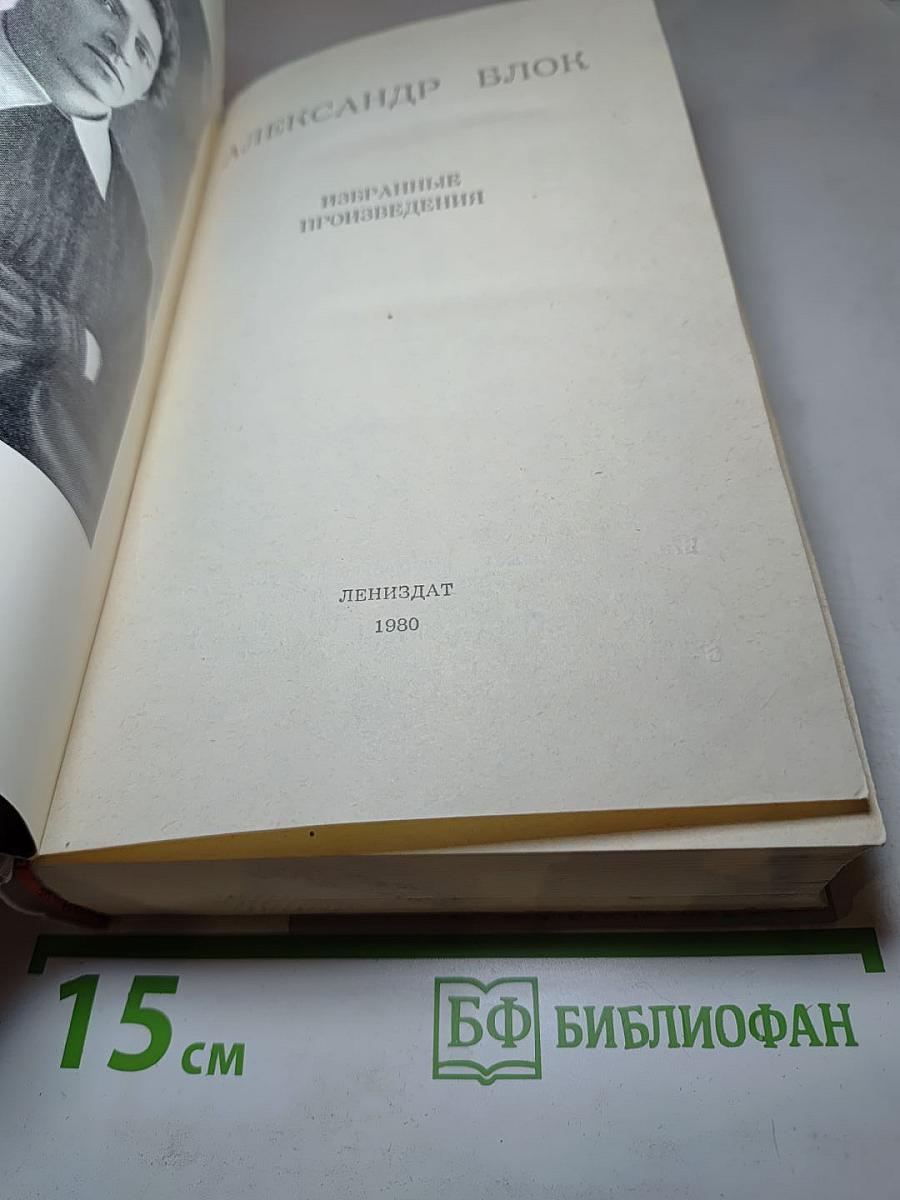 АЛЕКСАНДР БЛОК
ИЗБРАННЫЕ
ПРОИЗВЕДЕНИЯ
ЛЕНИЗДАТ
1980
15 см
БФ БИБЛИОФАН